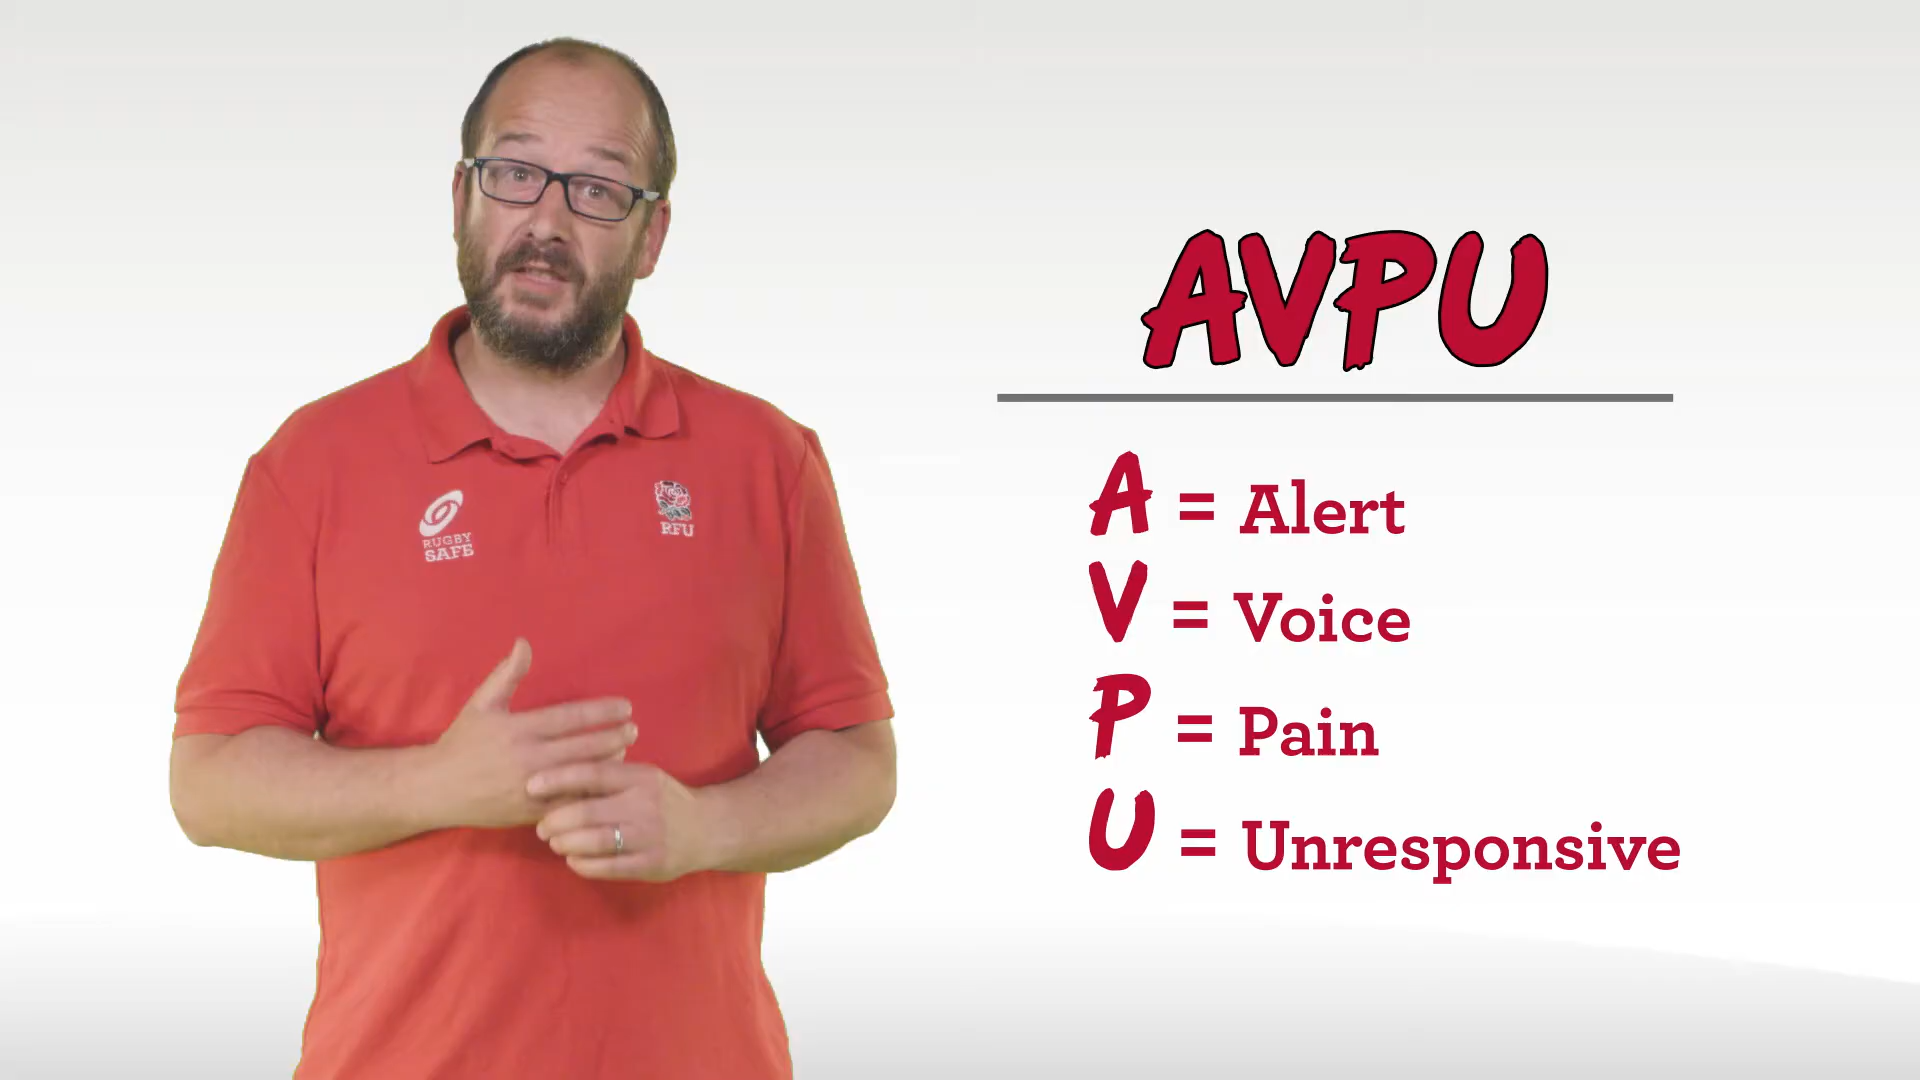 AVPU
A = Alert
V = Voice
P = Pain
U = Unresponsive
RUGBY
SAFE
RFU